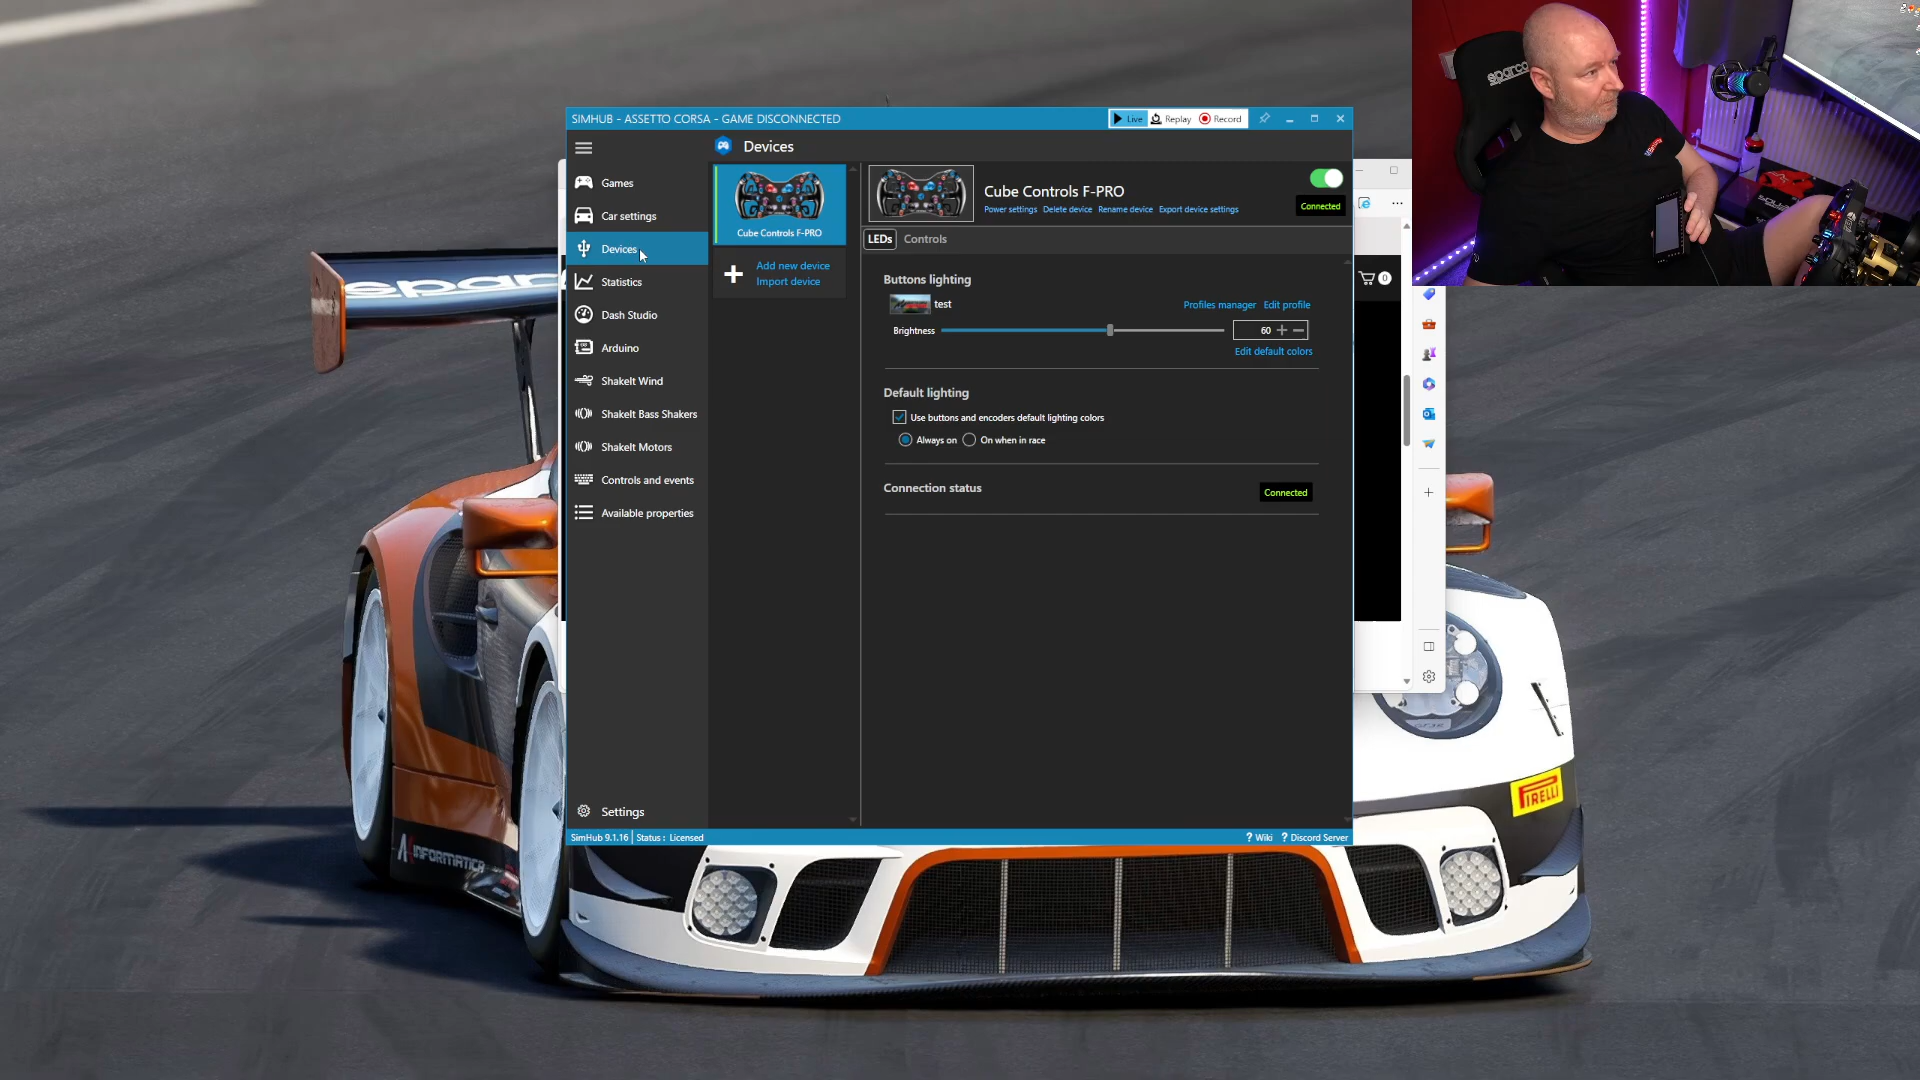 SIMHUB - ASSETTO CORSA - GAME DISCONNECTED
Live
Replay
Record
Devices
Games
Car settings
Devices
Statistics
Dash Studio
Arduino
ShakeIt Wind
ShakeIt Bass Shakers
ShakeIt Motors
Controls and events
Available properties
Settings
Cube Controls F-PRO
Add new device
Import device
Cube Controls F-PRO
Power settings Delete device Rename device Export device settings
Connected
LEDs Controls
Buttons lighting
test
Profiles manager Edit profile
Brightness
60
Edit default colors
Default lighting
Use buttons and encoders default lighting colors
Always on On when in race
Connection status
Connected
SimHub 9.1.16 Status : Licensed
? Wiki ? Discord Server
0
sparco
sparco
INFORMATICA
PIRELLI